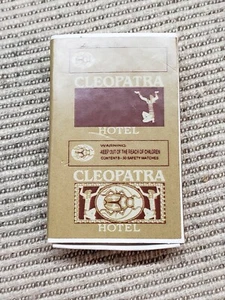 CLEOPATRA
HOTEL
WARNING:
KEEP OUT OF THE REACH OF CHILDREN
CONTENTS - 30 SAFETY MATCHES
CLEOPATRA
HOTEL